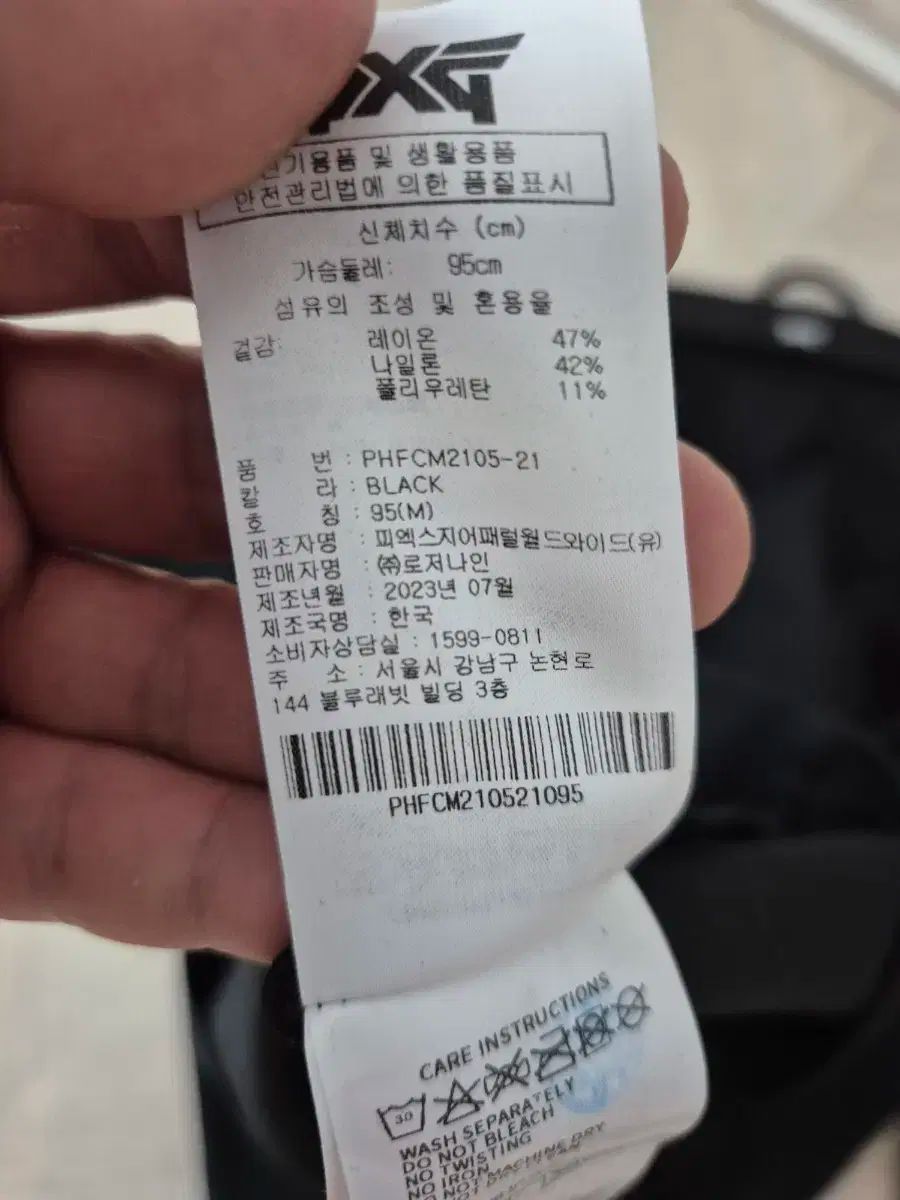 PXG
전기용품 및 생활용품
안전관리법에 의한 품질표시
신체치수 (cm)
가슴둘레: 95cm
섬유의 조성 및 혼용율
겉감: 레이온 47%
나일론 42%
폴리우레탄 11%
품 번 : PHFCM2105-21
칼 라 : BLACK
호 칭 : 95(M)
제조자명 : 피엑스지어패럴월드와이드(유)
판매자명 : ㈜로저나인
제조년월 : 2023년 07월
제조국명 : 한국
소비자상담실 : 1599-0811
주 소 : 서울시 강남구 논현로
144 블루래빗 빌딩 3층
PHFCM210521095
CARE INSTRUCTIONS
30
WASH SEPARATELY
DO NOT BLEACH
NO TWISTING
NO IRON